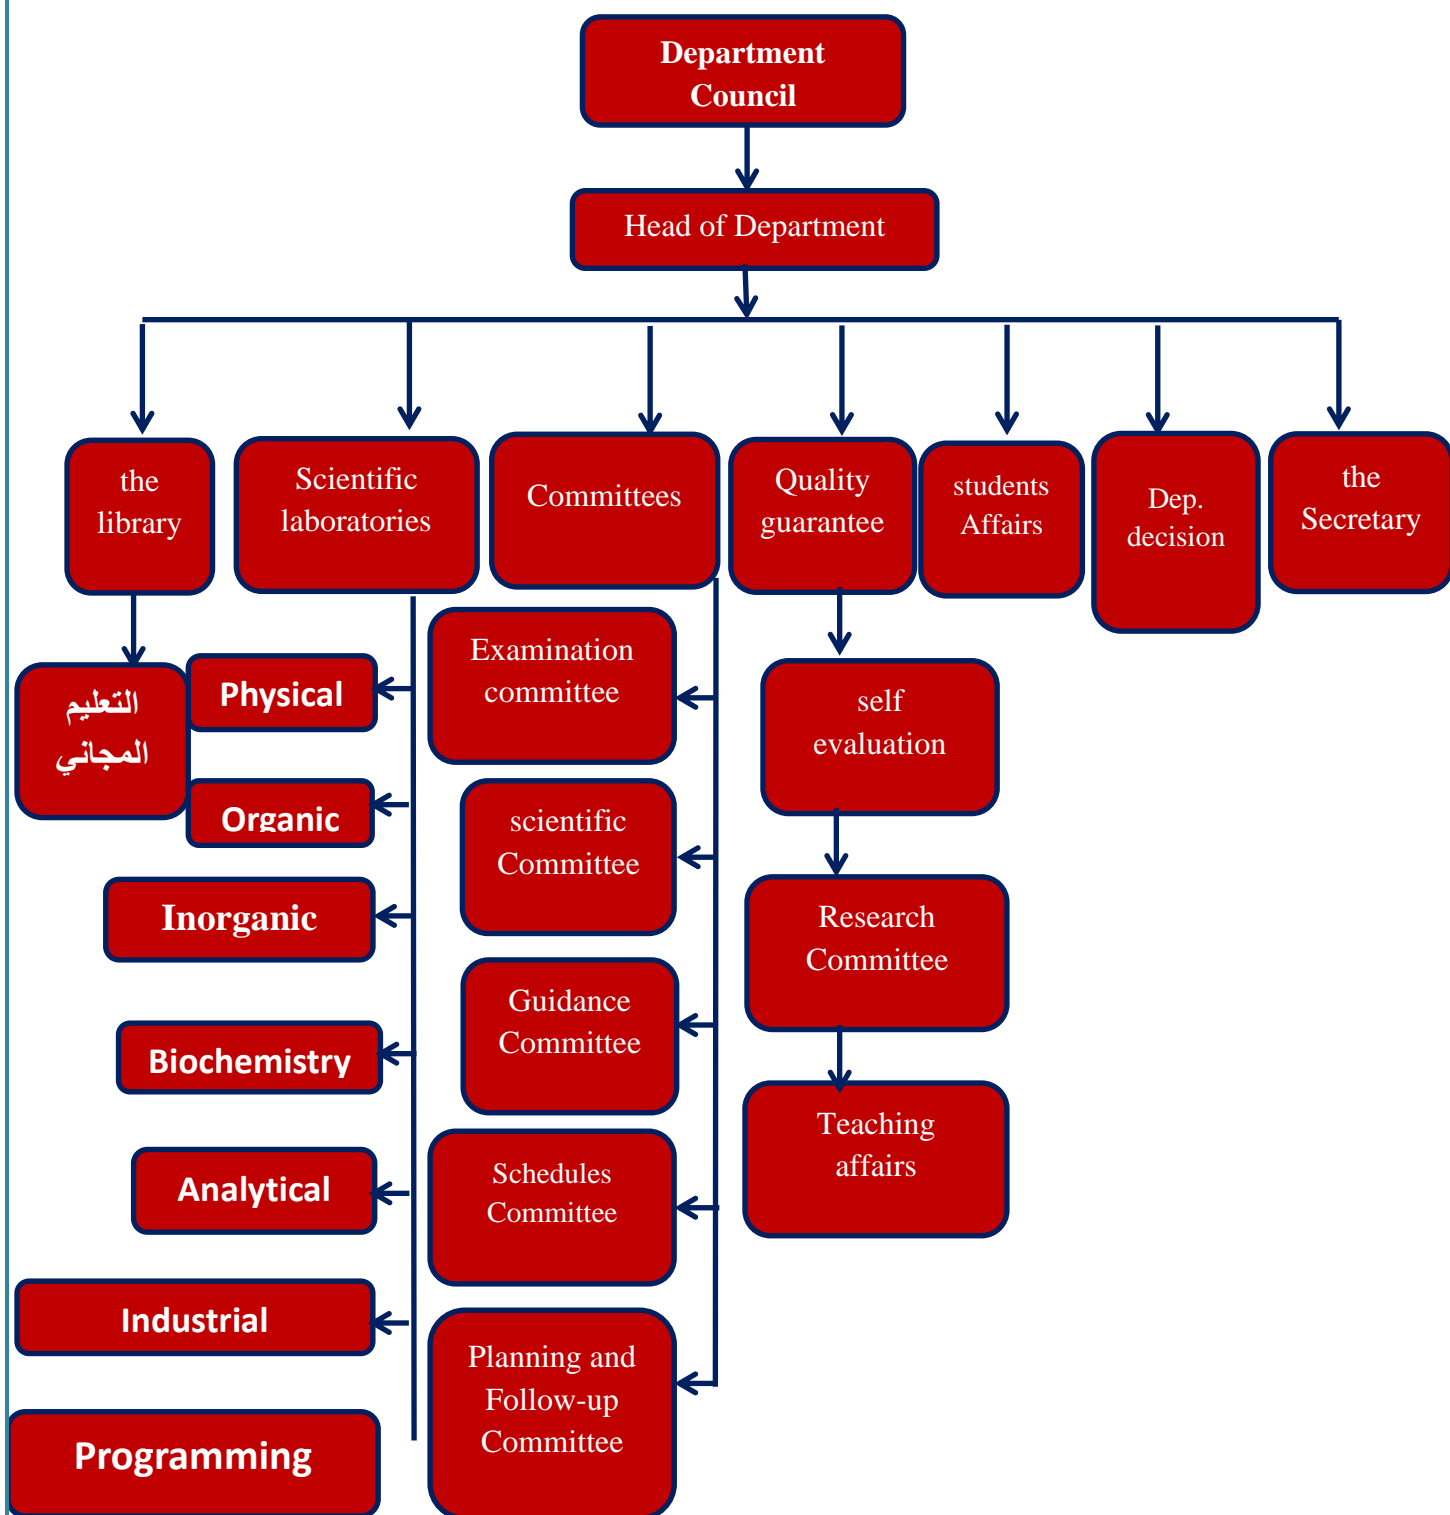 Department
Council
Head of Department
the
library
Scientific
laboratories
Committees
Quality
guarantee
students
Affairs
Dep.
decision
the
Secretary
التعليم
المجاني
Physical
Organic
Inorganic
Biochemistry
Analytical
Industrial
Programming
Examination
committee
scientific
Committee
Guidance
Committee
Schedules
Committee
Planning and
Follow-up
Committee
self
evaluation
Research
Committee
Teaching
affairs